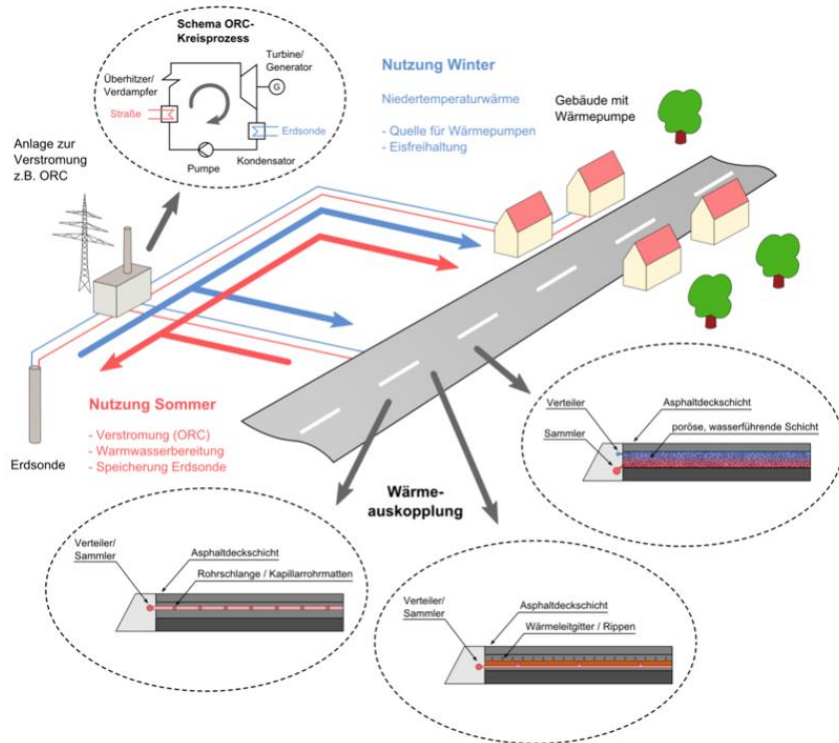 Schema ORC-
Kreisprozess
Turbine/
Generator
Überhitzer/
Verdampfer
G
Straße
Erdsonde
Kondensator
Pumpe
Anlage zur
Verstromung
z.B. ORC
Nutzung Winter
Niedertemperaturwärme
- Quelle für Wärmepumpen
- Eisfreihaltung
Gebäude mit
Wärmepumpe
Nutzung Sommer
- Verstromung (ORC)
- Warmwasserbereitung
- Speicherung Erdsonde
Erdsonde
Wärme-
auskopplung
Verteiler
Sammler
Asphaltdeckschicht
poröse, wasserführende Schicht
Verteiler/
Sammler
Asphaltdeckschicht
Rohrschlange / Kapillarrohrmatten
Verteiler/
Sammler
Asphaltdeckschicht
Wärmeleitgitter / Rippen